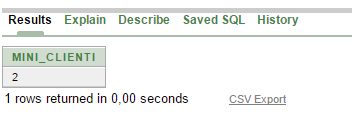 Results Explain Describe Saved SQL History
MINI_CLIENTI
2
1 rows returned in 0,00 seconds CSV Export